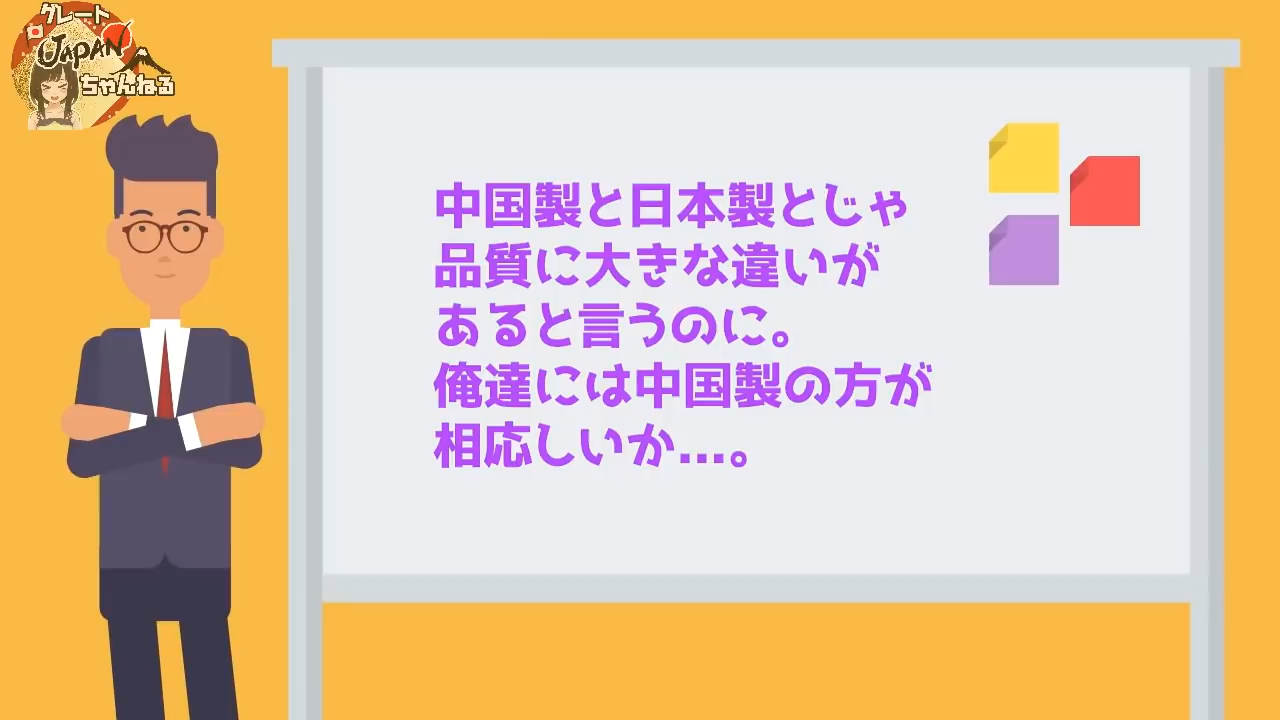 グレート
JAPAN
ちゃんねる
中国製と日本製とじゃ
品質に大きな違いが
あると言うのに。
俺達には中国製の方が
相応しいか…。